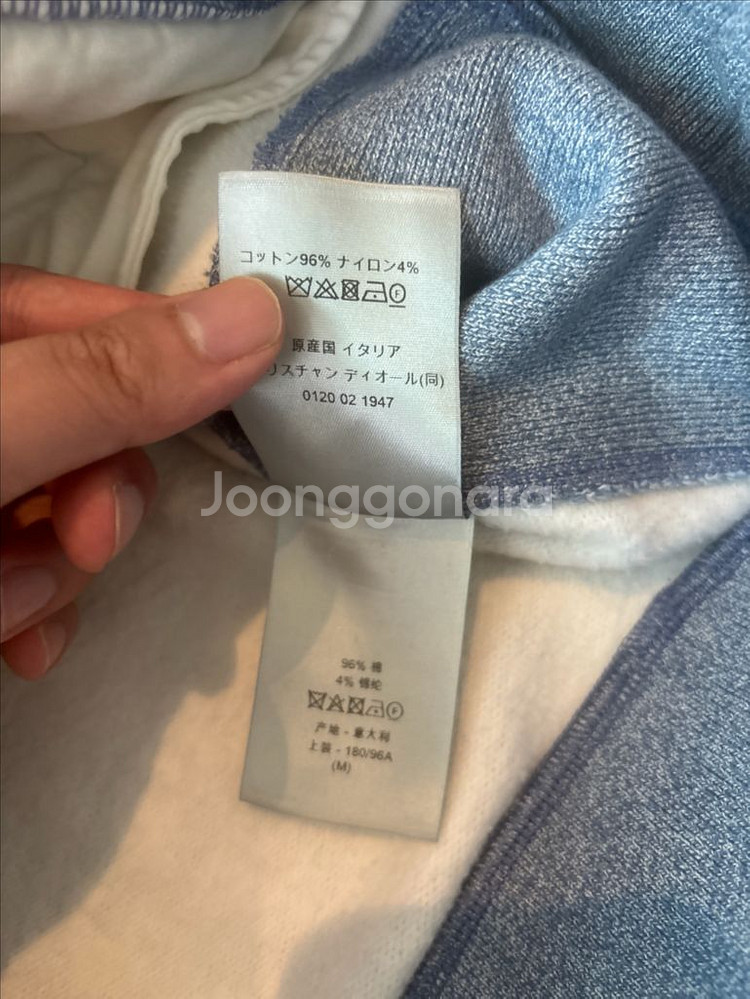 コットン96% ナイロン4%
F
原産国 イタリア
リスチャン ディオール(同)
0120 02 1947
Joonggonara
96% 棉
4% 锦纶
F
产地 - 意大利
上装 - 180/96A
(M)